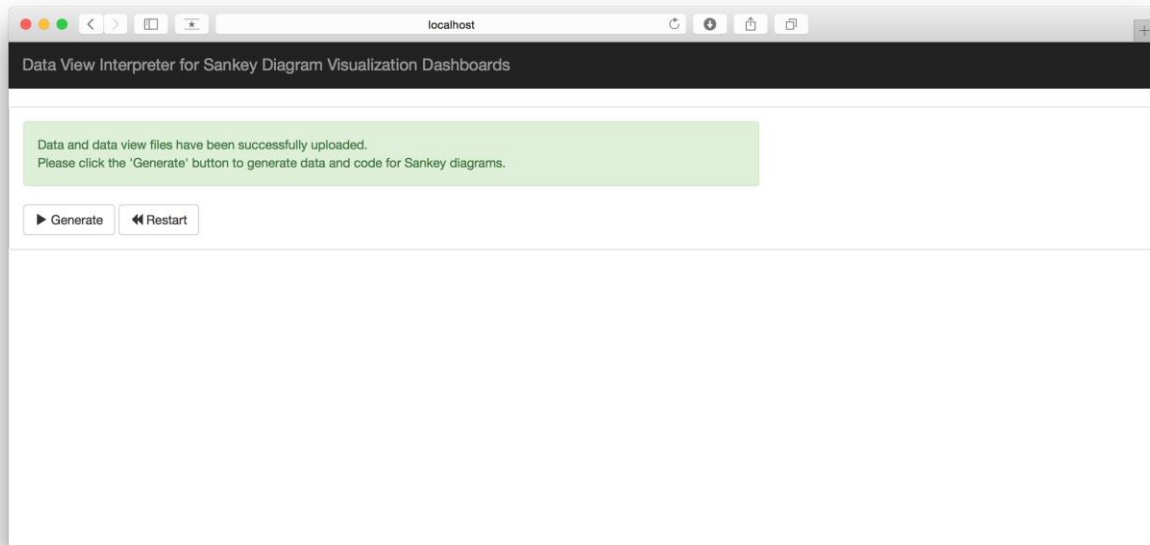 localhost
Data View Interpreter for Sankey Diagram Visualization Dashboards
Data and data view files have been successfully uploaded.
Please click the 'Generate' button to generate data and code for Sankey diagrams.
Generate Restart